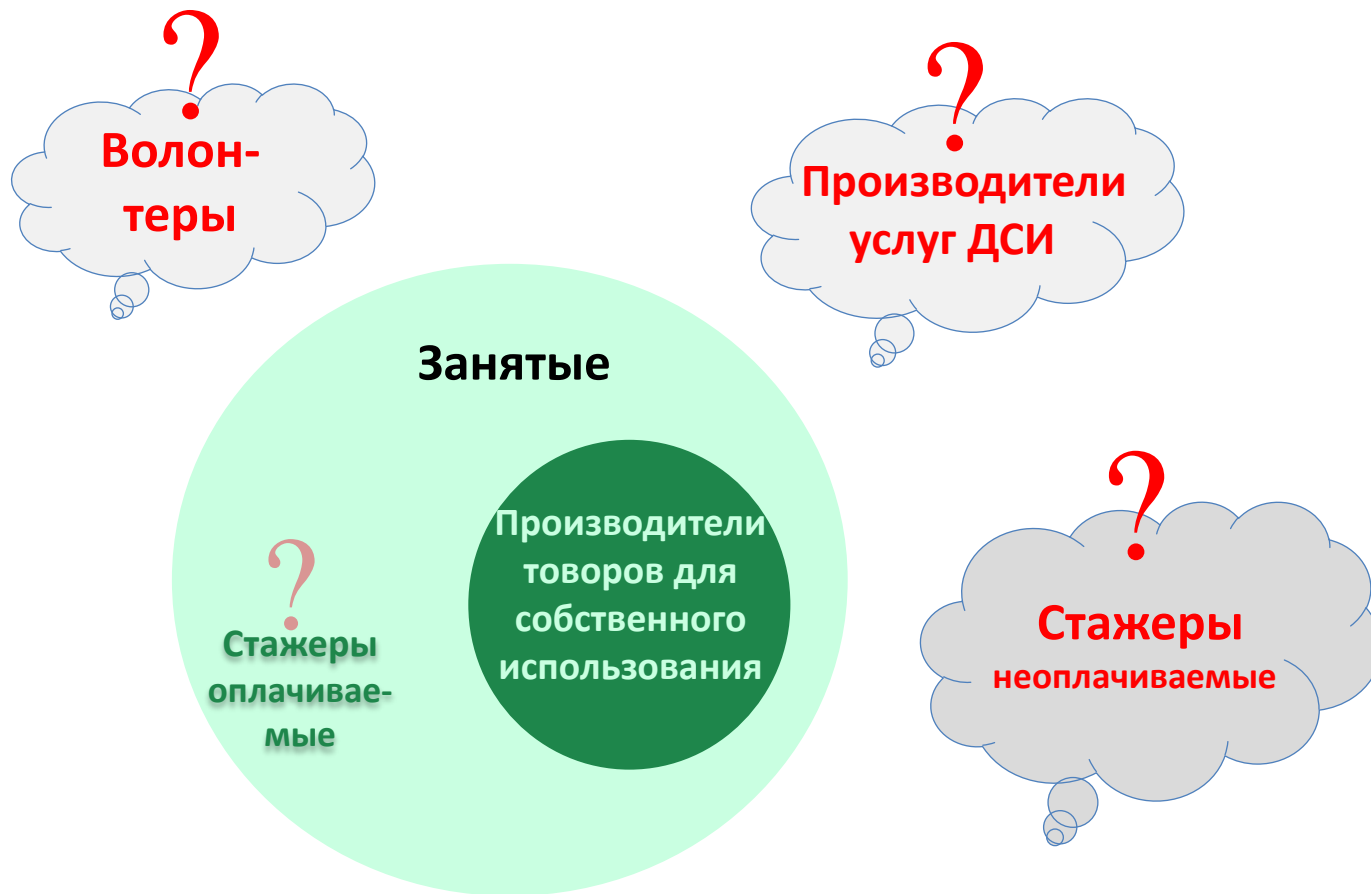 ?
Волон-
теры
?
Производители
услуг ДСИ
Занятые
?
Стажеры
оплачивае-
мые
Производители
товоров для
собственного
использования
?
Стажеры
неоплачиваемые